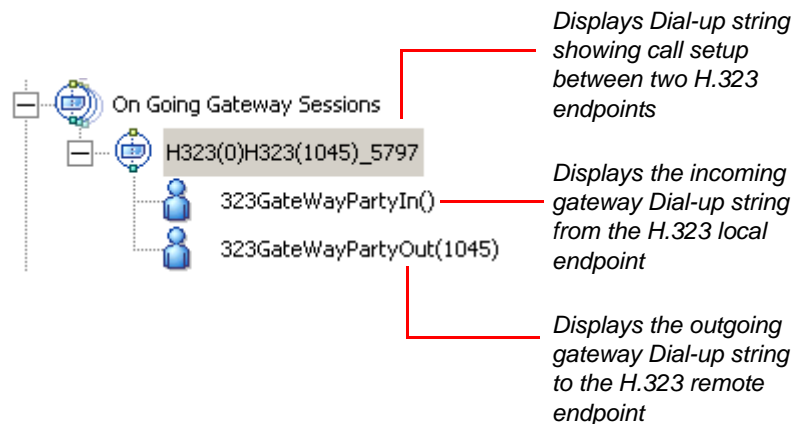 Displays Dial-up string
showing call setup
between two H.323
endpoints
On Going Gateway Sessions
H323(0)H323(1045)_5797
323GateWayPartyIn()
323GateWayPartyOut(1045)
Displays the incoming
gateway Dial-up string
from the H.323 local
endpoint
Displays the outgoing
gateway Dial-up string
to the H.323 remote
endpoint